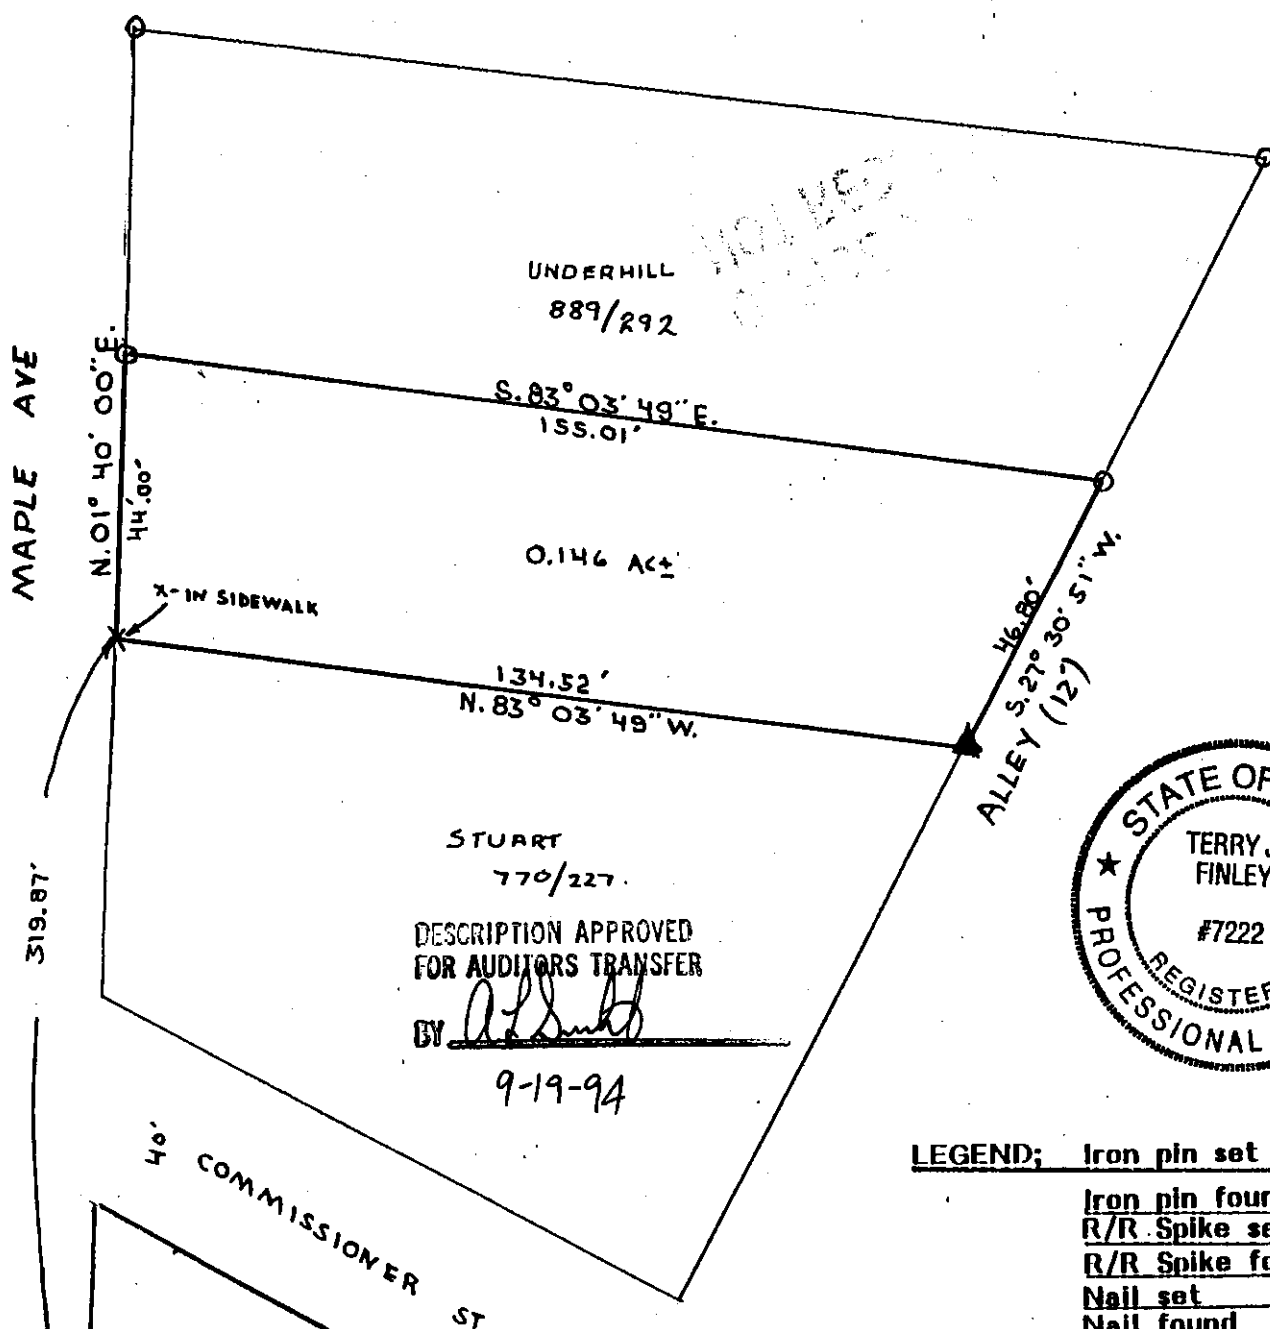 UNDERHILL
889/292
MAPLE AVE
N.01° 40' 00" E.
44.00'
S.83° 03' 49" E.
155.01'
0.146 Ac±
X-IN SIDEWALK
134.52'
N.83° 03' 49" W.
46.80'
S.27° 30' 51" W.
ALLEY (12')
319.87'
STUART
770/227.
DESCRIPTION APPROVED
FOR AUDITORS TRANSFER
BY
9-19-94
STATE OF
TERRY J
FINLEY
#7222
REGISTER
PROFESSIONAL
40' COMMISSIONER ST
LEGEND; Iron pin set
Iron pin foun
R/R Spike se
R/R Spike fo
Nail set
Nail found